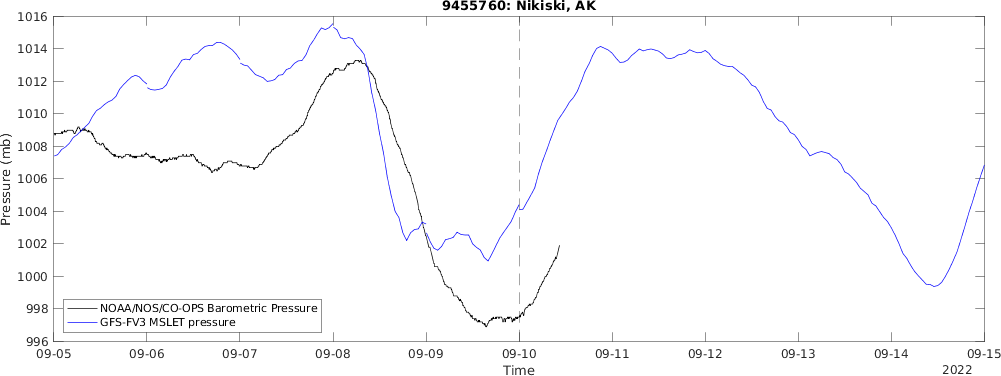 9455760: Nikiski, AK
Pressure (mb)
1016
1014
1012
1010
1008
1006
1004
1002
1000
998
996
NOAA/NOS/CO-OPS Barometric Pressure
GFS-FV3 MSLET pressure
09-05 09-06 09-07 09-08 09-09 09-10 09-11 09-12 09-13 09-14 09-15
Time
2022